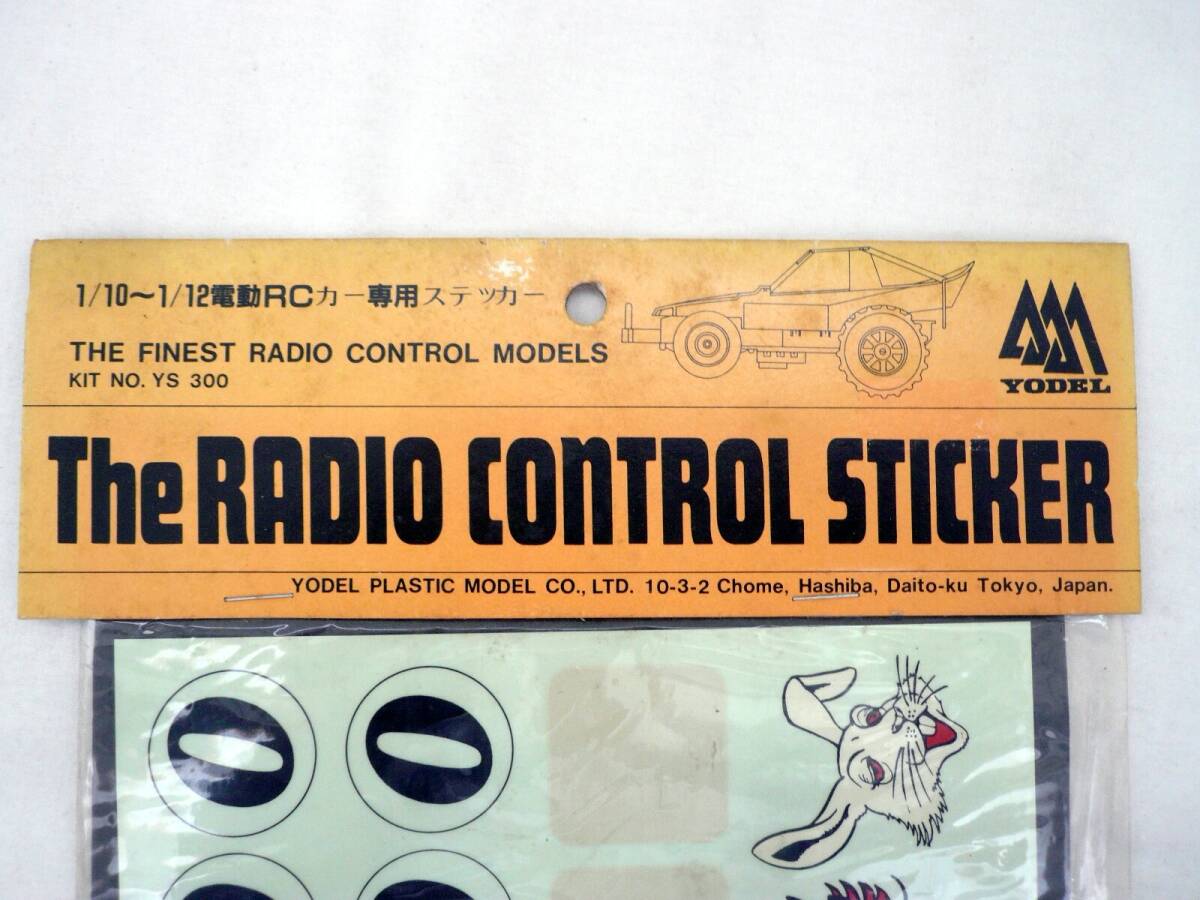 1/10〜1/12電動RCカー専用ステッカー
THE FINEST RADIO CONTROL MODELS
KIT NO. YS 300
YODEL
The RADIO CONTROL STICKER
YODEL PLASTIC MODEL CO., LTD. 10-3-2 Chome, Hashiba, Daito-ku Tokyo, Japan.
0 0